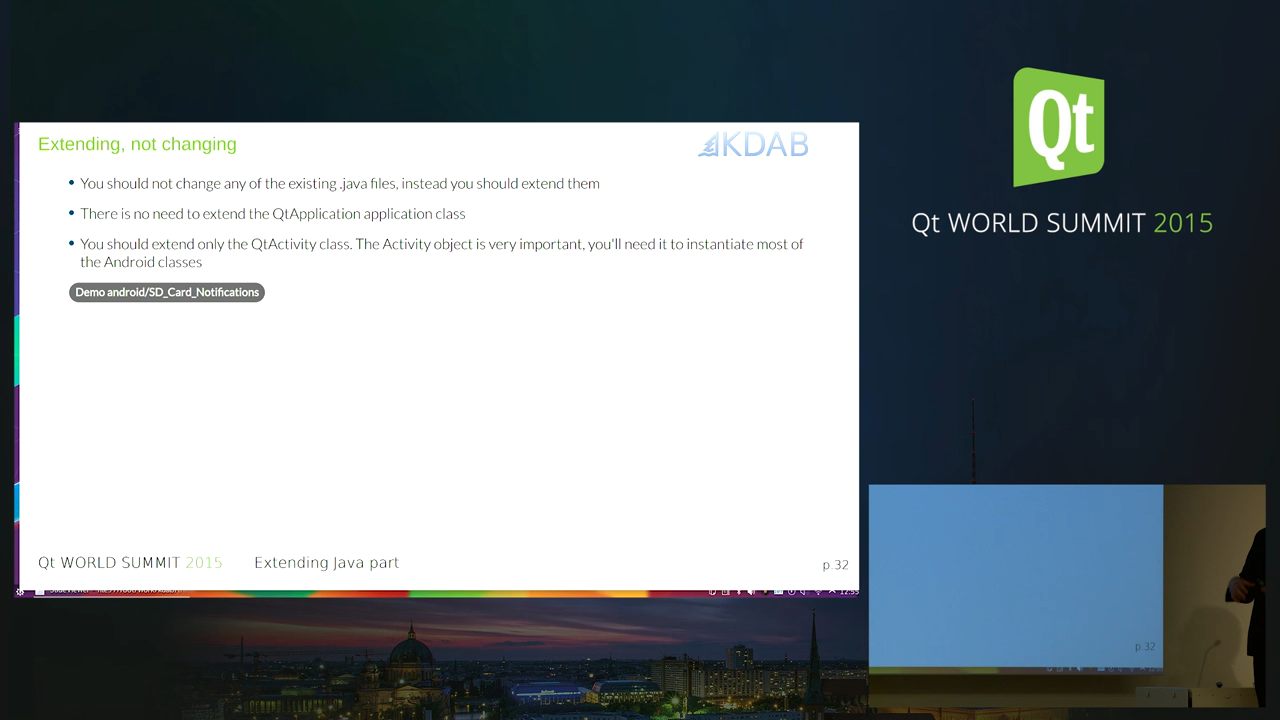 Extending, not changing
KDAB
• You should not change any of the existing .java files, instead you should extend them
• There is no need to extend the QtApplication application class
• You should extend only the QtActivity class. The Activity object is very important, you'll need it to instantiate most of
the Android classes
Demo android/SD_Card_Notifications
Qt WORLD SUMMIT 2015
Extending Java part
p.32
12:53
Qt
Qt WORLD SUMMIT 2015
p.32